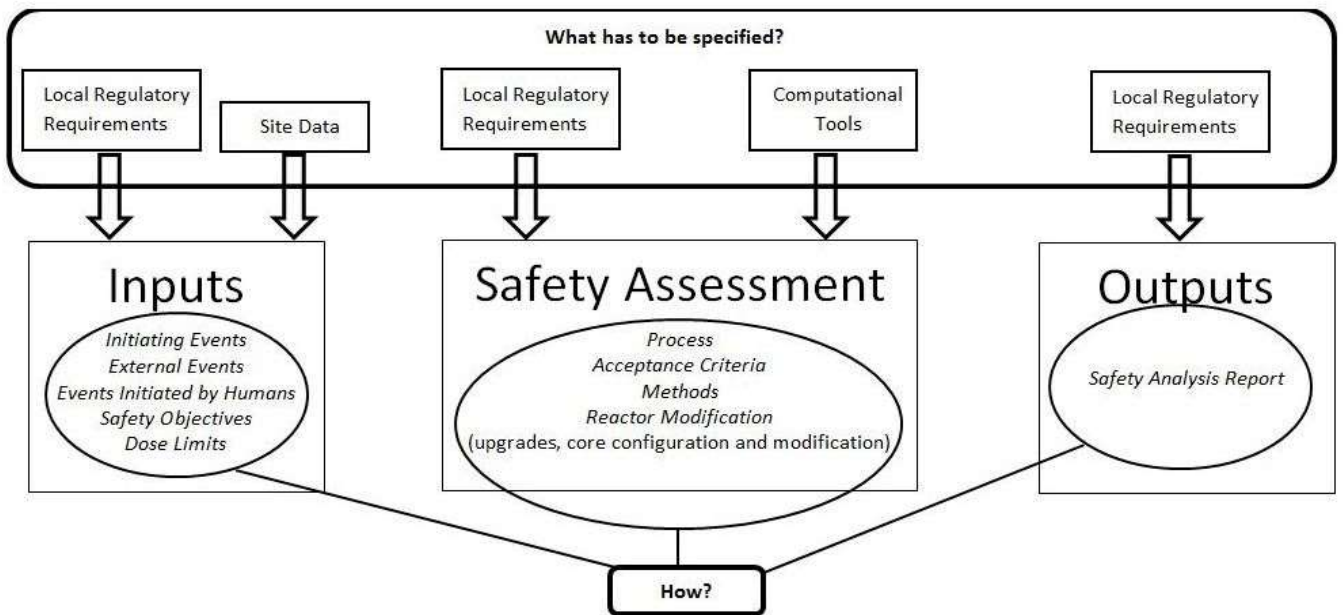 What has to be specified?
Local Regulatory
Requirements
Site Data
Local Regulatory
Requirements
Computational
Tools
Local Regulatory
Requirements
Inputs
Initiating Events
External Events
Events Initiated by Humans
Safety Objectives
Dose Limits
Safety Assessment
Process
Acceptance Criteria
Methods
Reactor Modification
(upgrades, core configuration and modification)
Outputs
Safety Analysis Report
How?